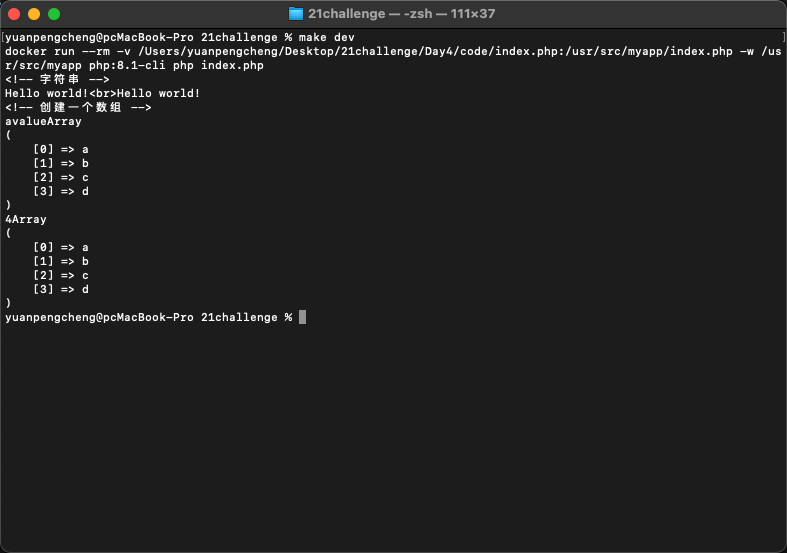 21challenge — -zsh — 111×37
[yuanpengcheng@pcMacBook-Pro 21challenge % make dev ]
docker run --rm -v /Users/yuanpengcheng/Desktop/21challenge/Day4/code/index.php:/usr/src/myapp/index.php -w /us
r/src/myapp php:8.1-cli php index.php
<!-- 字符串 -->
Hello world!<br>Hello world!
<!-- 创建一个数组 -->
avalueArray
(
    [0] => a
    [1] => b
    [2] => c
    [3] => d
)
4Array
(
    [0] => a
    [1] => b
    [2] => c
    [3] => d
)
yuanpengcheng@pcMacBook-Pro 21challenge %